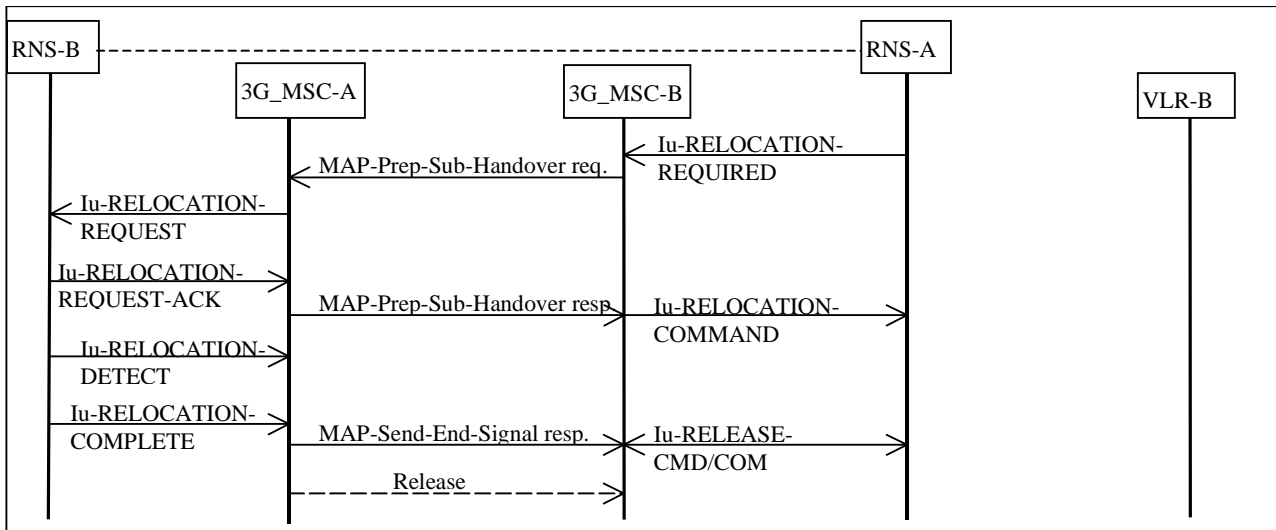 RNS-B
RNS-A
3G_MSC-A
3G_MSC-B
VLR-B
Iu-RELOCATION-
REQUIRED
MAP-Prep-Sub-Handover req.
Iu-RELOCATION-
REQUEST
Iu-RELOCATION-
REQUEST-ACK
MAP-Prep-Sub-Handover resp
Iu-RELOCATION-
COMMAND
Iu-RELOCATION-
DETECT
Iu-RELOCATION-
COMPLETE
MAP-Send-End-Signal resp.
Iu-RELEASE-
CMD/COM
Release